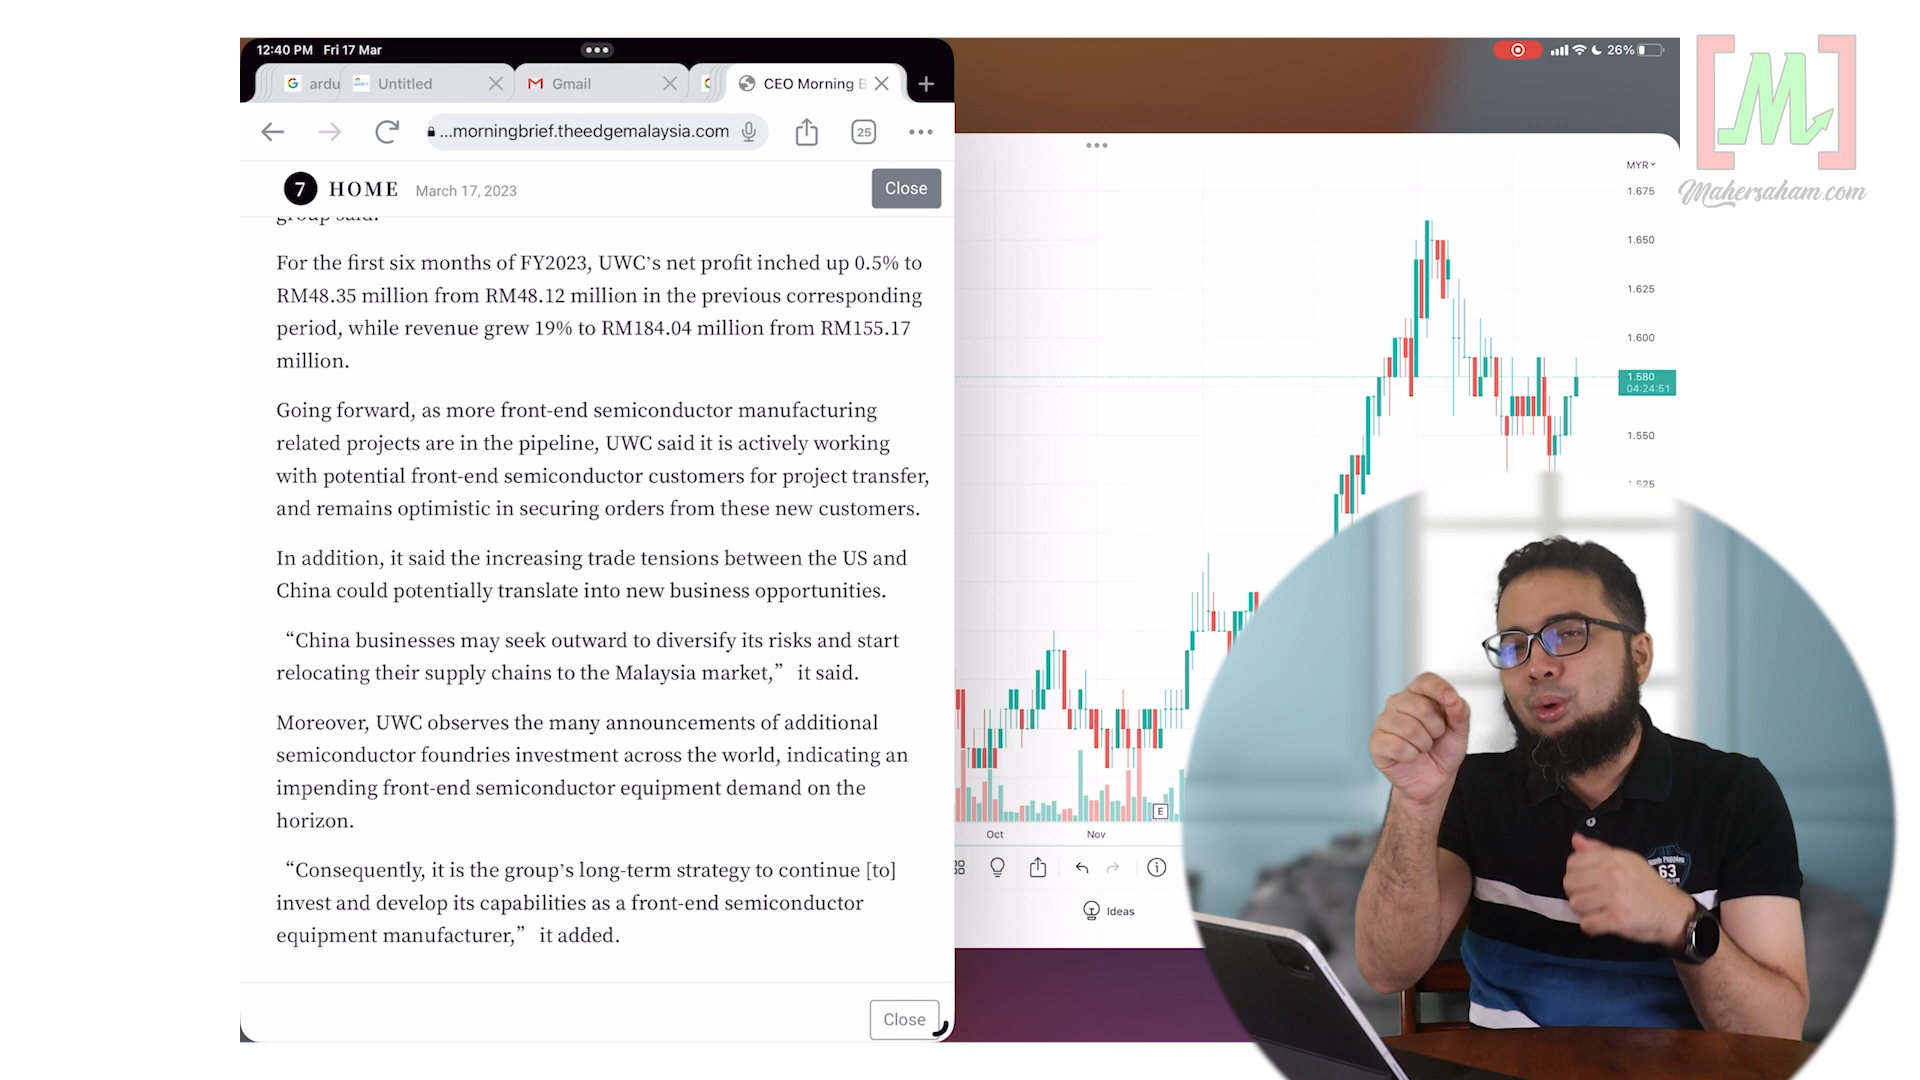 12:40 PM Fri 17 Mar
26%
ardu
Untitled
Gmail
CEO Morning B
...morningbrief.theedgemalaysia.com
25
7 HOME March 17, 2023
Close
group said.
For the first six months of FY2023, UWC's net profit inched up 0.5% to
RM48.35 million from RM48.12 million in the previous corresponding
period, while revenue grew 19% to RM184.04 million from RM155.17
million.
Going forward, as more front-end semiconductor manufacturing
related projects are in the pipeline, UWC said it is actively working
with potential front-end semiconductor customers for project transfer,
and remains optimistic in securing orders from these new customers.
In addition, it said the increasing trade tensions between the US and
China could potentially translate into new business opportunities.
“China businesses may seek outward to diversify its risks and start
relocating their supply chains to the Malaysia market,” it said.
Moreover, UWC observes the many announcements of additional
semiconductor foundries investment across the world, indicating an
impending front-end semiconductor equipment demand on the
horizon.
“Consequently, it is the group's long-term strategy to continue [to]
invest and develop its capabilities as a front-end semiconductor
equipment manufacturer,” it added.
Close
MYR
1.675
1.650
1.625
1.600
1.580
04:24:51
1.550
1.525
E
Oct
Nov
Ideas
M
Mahersaham.com
63